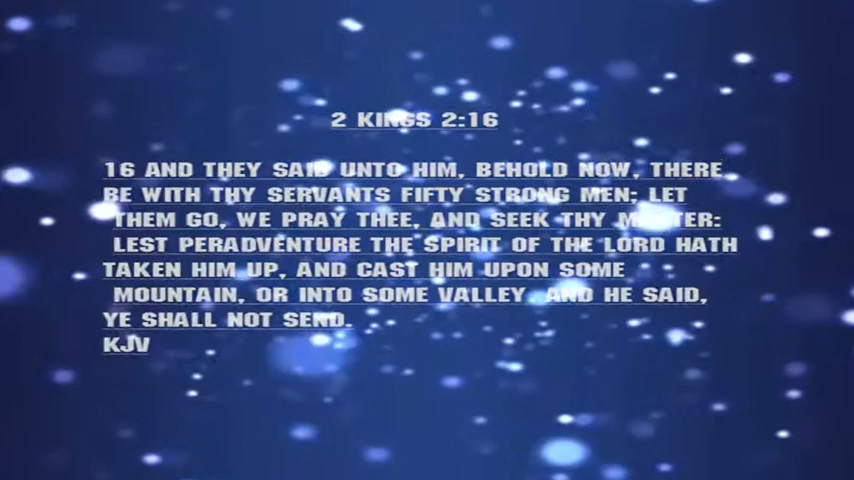 2 KINGS 2:16
16 AND THEY SAID UNTO HIM, BEHOLD NOW, THERE
BE WITH THY SERVANTS FIFTY STRONG MEN; LET
THEM GO, WE PRAY THEE, AND SEEK THY MASTER:
LEST PERADVENTURE THE SPIRIT OF THE LORD HATH
TAKEN HIM UP, AND CAST HIM UPON SOME
MOUNTAIN, OR INTO SOME VALLEY. AND HE SAID,
YE SHALL NOT SEND.
KJV